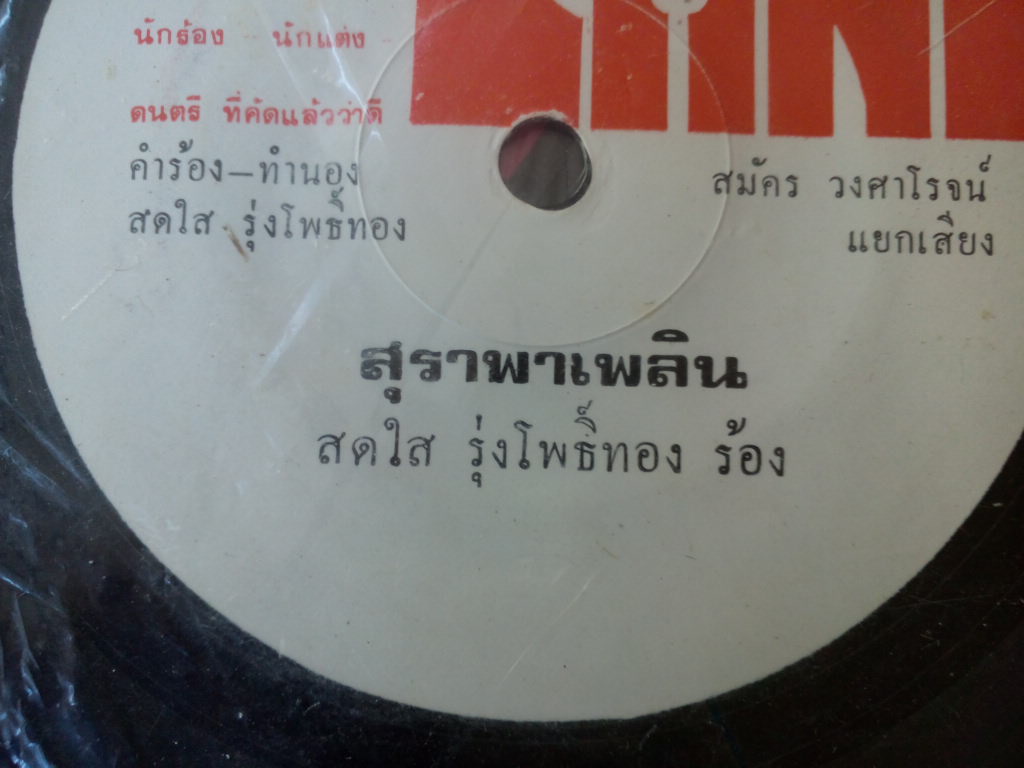 นักร้อง นักแต่ง
ดนตรี ที่คัดแล้วว่าดี
คำร้อง–ทำนอง
สดใส รุ่งโพธิ์ทอง
สมัคร วงศาโรจน์
แยกเสียง
สุราพาเพลิน
สดใส รุ่งโพธิ์ทอง ร้อง